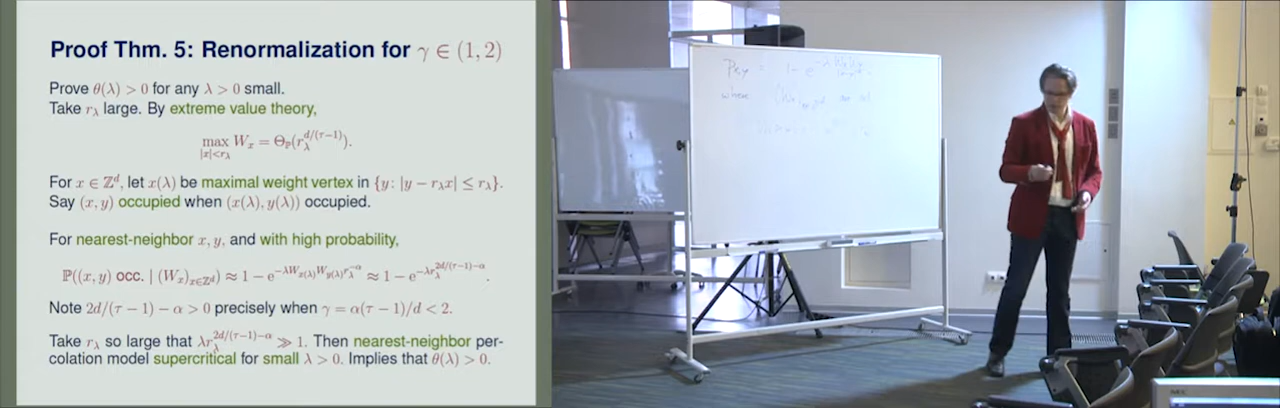 Proof Thm. 5: Renormalization for γ ∈ (1, 2)
Prove θ(λ) > 0 for any λ > 0 small.
Take r_λ large. By extreme value theory,
max_{|x|<r_λ} W_x = Θ_ℙ(r_λ^{d/(τ−1)}).
For x ∈ ℤ^d, let x(λ) be maximal weight vertex in {y: |y − r_λx| ≤ r_λ}.
Say (x, y) occupied when (x(λ), y(λ)) occupied.
For nearest-neighbor x, y, and with high probability,
ℙ((x, y) occ. | (W_x)_{x∈ℤ^d}) ≈ 1 − e^{−λW_{x(λ)}W_{y(λ)}r_λ^{−α}} ≈ 1 − e^{−λr_λ^{2d/(τ−1)−α}}.
Note 2d/(τ − 1) − α > 0 precisely when γ = α(τ − 1)/d < 2.
Take r_λ so large that λr_λ^{2d/(τ−1)−α} ≫ 1. Then nearest-neighbor per-
colation model supercritical for small λ > 0. Implies that θ(λ) > 0.
where
NEC